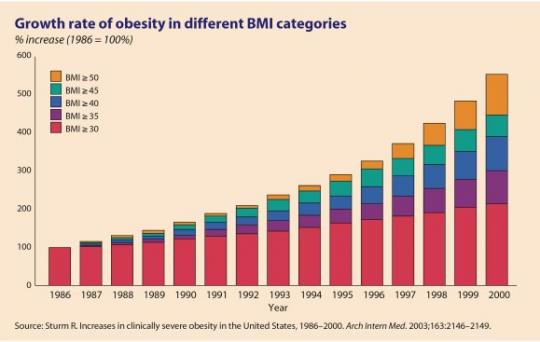 Growth rate of obesity in different BMI categories
% increase (1986 = 100%)
600
500
400
300
200
100
0
BMI ≥ 50
BMI ≥ 45
BMI ≥ 40
BMI ≥ 35
BMI ≥ 30
1986 1987 1988 1989 1990 1991 1992 1993 1994 1995 1996 1997 1998 1999 2000
Year
Source: Sturm R. Increases in clinically severe obesity in the United States, 1986–2000. Arch Intern Med. 2003;163:2146–2149.